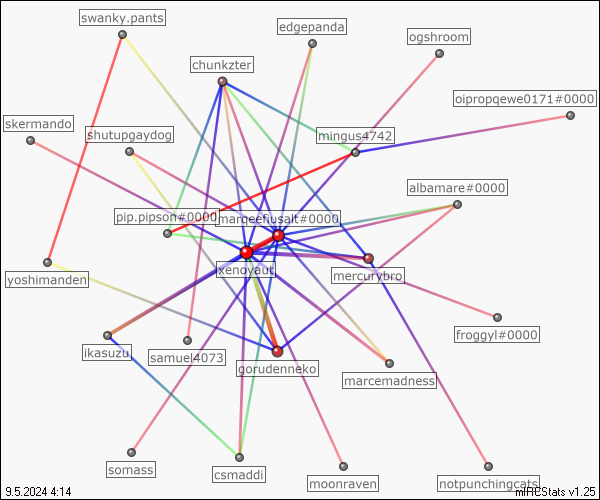 swanky.pants
edgepanda
ogshroom
chunkzter
oipropqewe0171#0000
skermando
shutupgaydog
mingus4742
albamare#0000
pip.pipson#0000
marqeefiusalt#0000
xenoyaut
mercurybro
yoshimanden
froggyl#0000
ikasuzu
samuel4073
gorudenneko
marcemadness
somass
csmaddi
moonraven
notpunchingcats
9.5.2024 4:14
mIRCStats v1.25